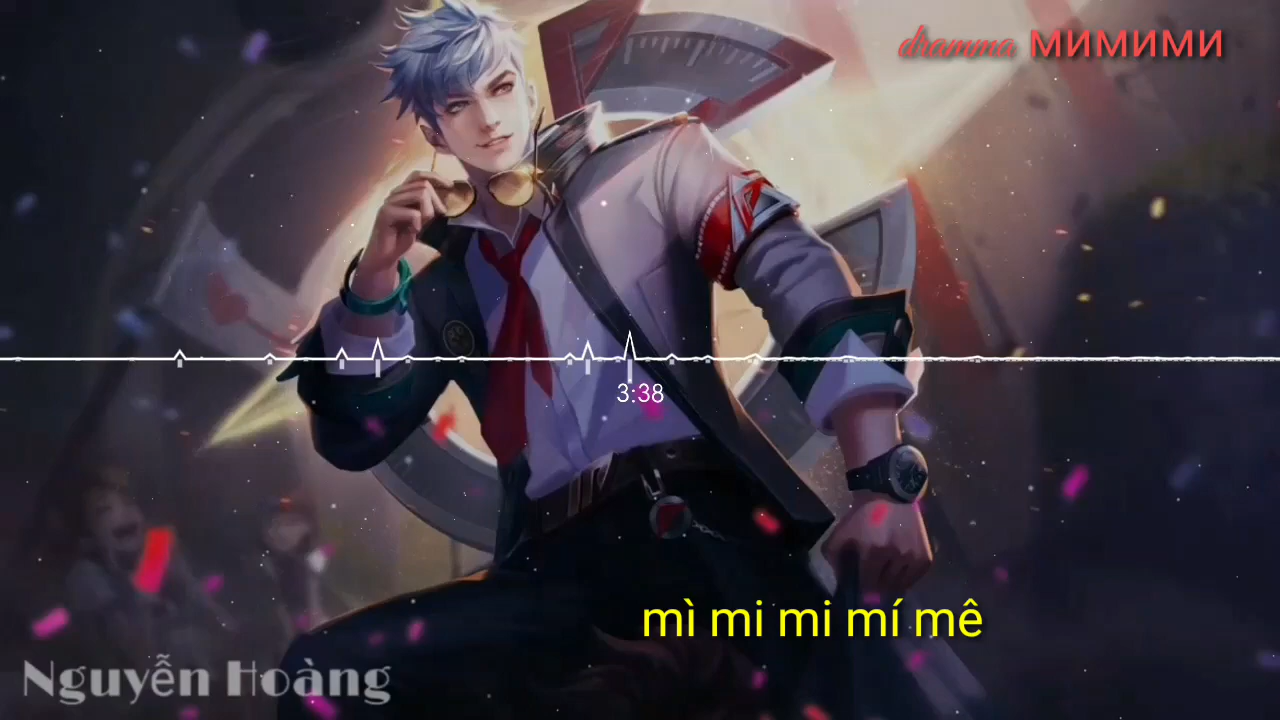 dramma МИМИМИ
3:38
mì mi mi mí mê
Nguyễn Hoàng